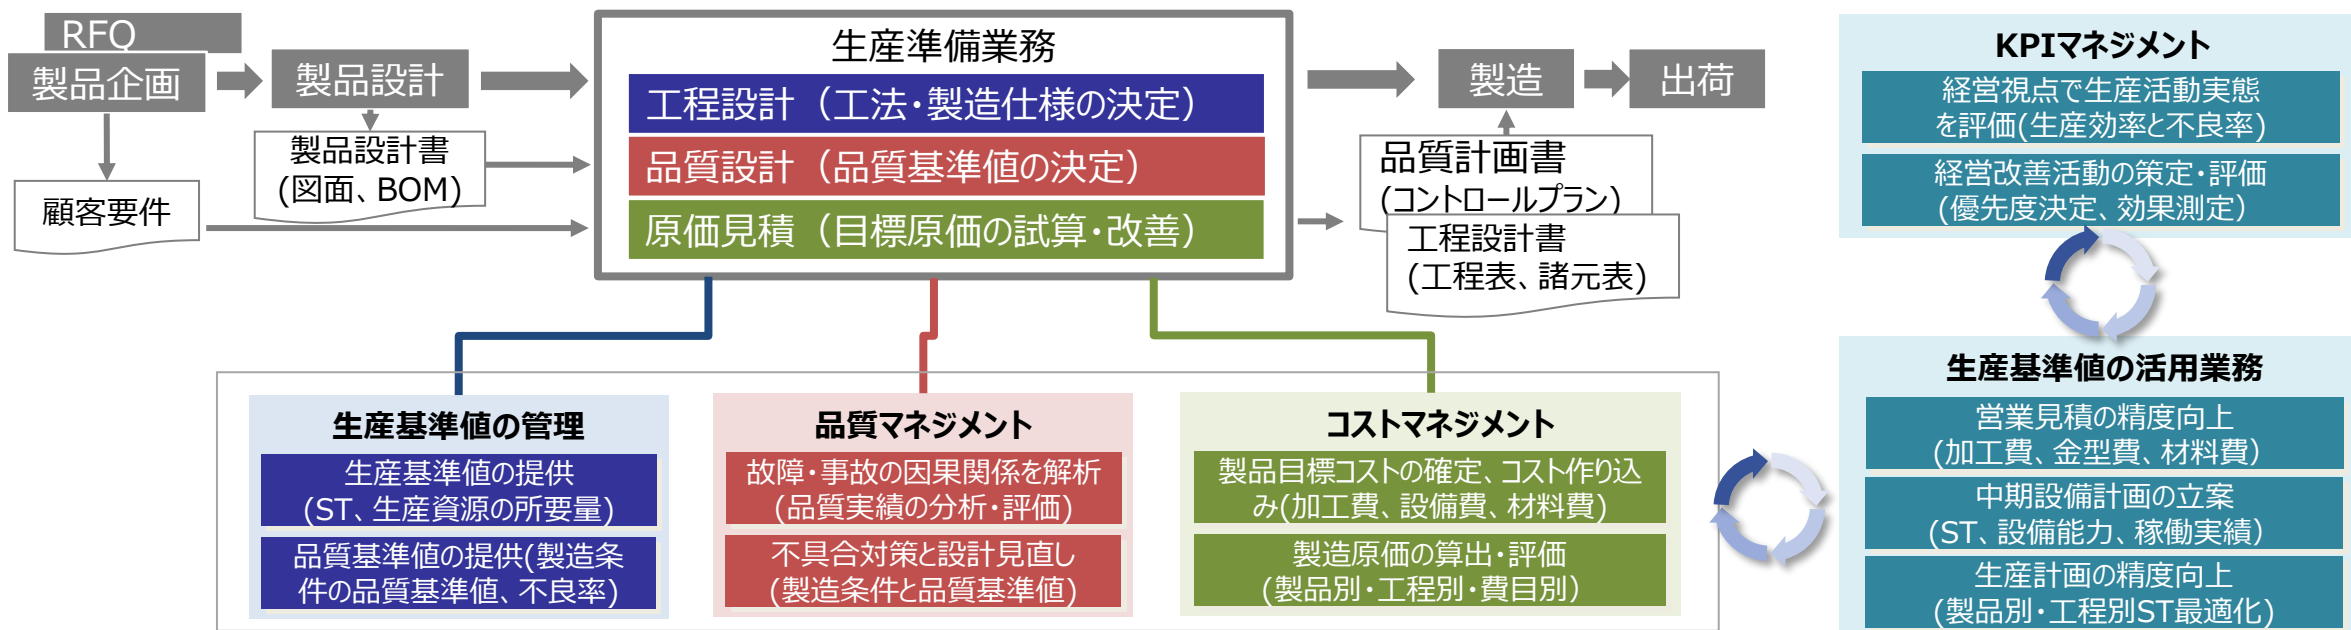 RFQ
製品企画
顧客要件
製品設計
製品設計書
(図面、BOM)
生産準備業務
工程設計（工法・製造仕様の決定）
品質設計（品質基準値の決定）
原価見積（目標原価の試算・改善）
製造
出荷
品質計画書
(コントロールプラン)
工程設計書
(工程表、諸元表)
生産基準値の管理
生産基準値の提供
(ST、生産資源の所要量)
品質基準値の提供(製造条
件の品質基準値、不良率)
品質マネジメント
故障・事故の因果関係を解析
(品質実績の分析・評価)
不具合対策と設計見直し
(製造条件と品質基準値)
コストマネジメント
製品目標コストの確定、コスト作り込
み(加工費、設備費、材料費)
製造原価の算出・評価
(製品別・工程別・費目別）
KPIマネジメント
経営視点で生産活動実態
を評価(生産効率と不良率)
経営改善活動の策定・評価
(優先度決定、効果測定）
生産基準値の活用業務
営業見積の精度向上
(加工費、金型費、材料費）
中期設備計画の立案
(ST、設備能力、稼働実績）
生産計画の精度向上
(製品別・工程別ST最適化)